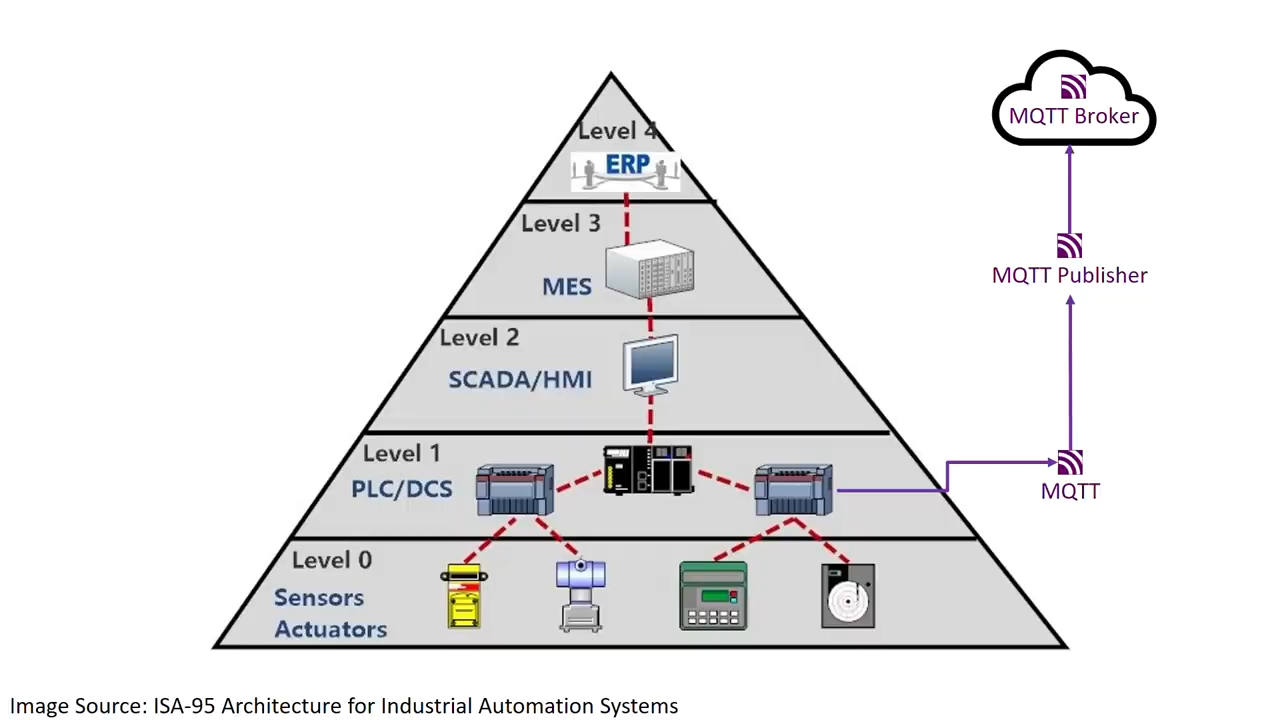 Level 4
ERP
Level 3
MES
Level 2
SCADA/HMI
Level 1
PLC/DCS
Level 0
Sensors
Actuators
MQTT Broker
MQTT Publisher
MQTT
Image Source: ISA-95 Architecture for Industrial Automation Systems